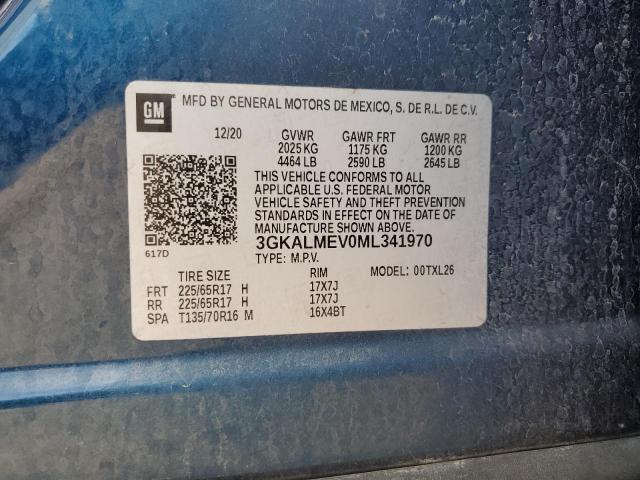 GM
MFD BY GENERAL MOTORS DE MEXICO, S. DE R.L. DE C.V.
12/20 GVWR GAWR FRT GAWR RR
2025 KG 1175 KG 1200 KG
4464 LB 2590 LB 2645 LB
THIS VEHICLE CONFORMS TO ALL
APPLICABLE U.S. FEDERAL MOTOR
VEHICLE SAFETY AND THEFT PREVENTION
STANDARDS IN EFFECT ON THE DATE OF
MANUFACTURE SHOWN ABOVE.
3GKALMEV0ML341970
617D
TYPE: M.P.V.
TIRE SIZE RIM MODEL: 00TXL26
FRT 225/65R17 H 17X7J
RR 225/65R17 H 17X7J
SPA T135/70R16 M 16X4BT